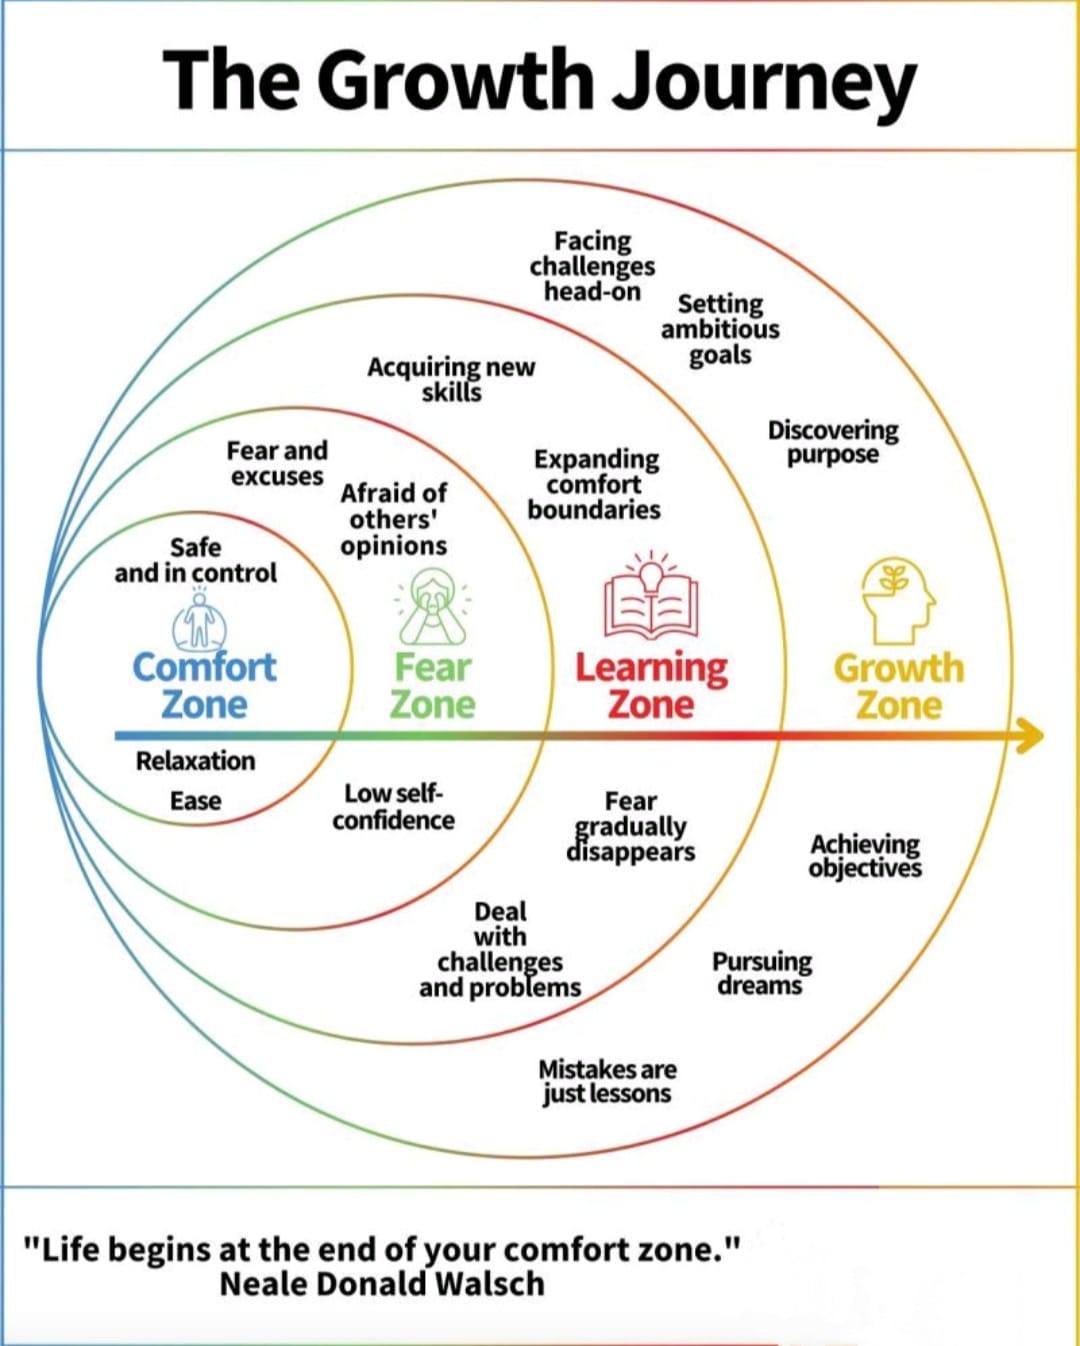 The Growth Journey
Facing
challenges
head-on
Setting
ambitious
goals
Acquiring new
skills
Discovering
purpose
Fear and
excuses
Afraid of
others'
opinions
Expanding
comfort
boundaries
Safe
and in control
Comfort
Zone
Fear
Zone
Learning
Zone
Growth
Zone
Relaxation
Ease
Low self-
confidence
Fear
gradually
disappears
Achieving
objectives
Deal
with
challenges
and problems
Pursuing
dreams
Mistakes are
just lessons
"Life begins at the end of your comfort zone."
Neale Donald Walsch